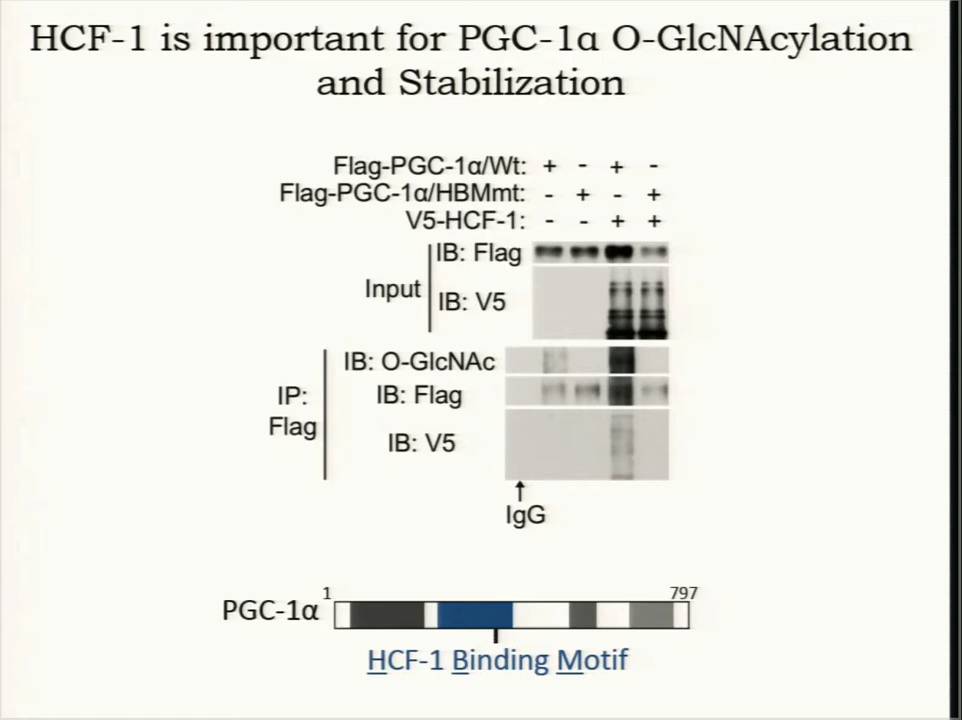 HCF-1 is important for PGC-1α O-GlcNAcylation
and Stabilization
Flag-PGC-1α/Wt: + - + -
Flag-PGC-1α/HBMmt: - + - +
V5-HCF-1: - - + +
Input
IB: Flag
IB: V5
IP:
Flag
IB: O-GlcNAc
IB: Flag
IB: V5
IgG
1 797
PGC-1α
HCF-1 Binding Motif